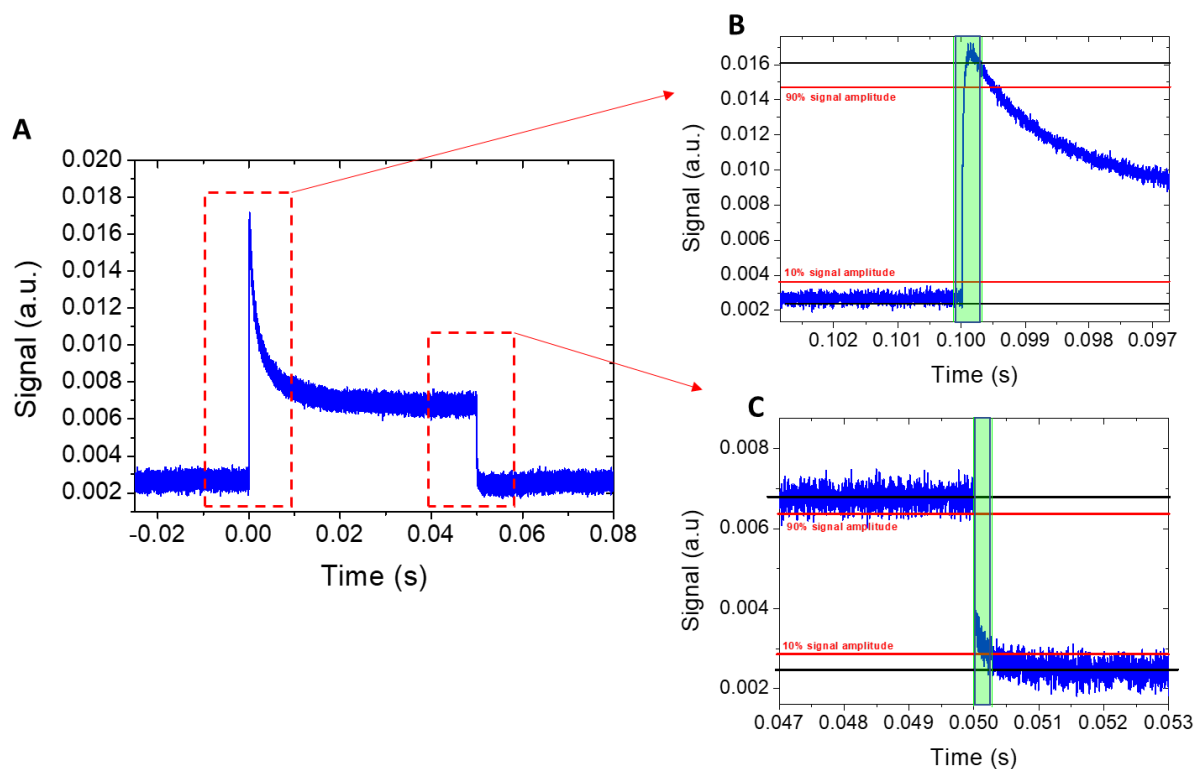 A
0.020
0.018
0.016
0.014
0.012
0.010
0.008
0.006
0.004
0.002
Signal (a.u.)
-0.02 0.00 0.02 0.04 0.06 0.08
Time (s)
B
0.016
0.014
0.012
0.010
0.008
0.006
0.004
0.002
Signal (a.u.)
90% signal amplitude
10% signal amplitude
0.102 0.101 0.100 0.099 0.098 0.097
Time (s)
C
0.008
0.006
0.004
0.002
Signal (a.u)
90% signal amplitude
10% signal amplitude
0.047 0.048 0.049 0.050 0.051 0.052 0.053
Time (s)